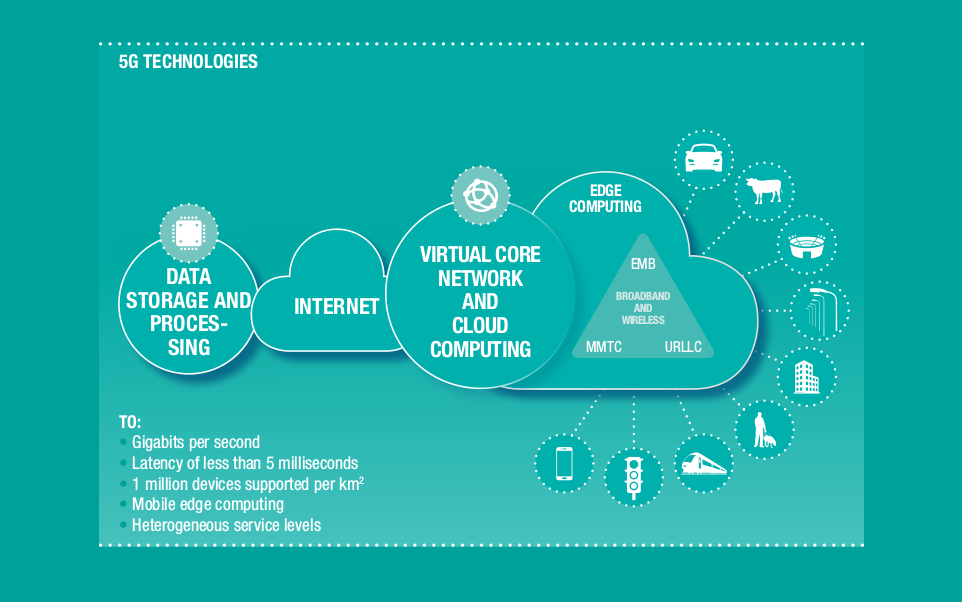 5G TECHNOLOGIES
DATA
STORAGE AND
PROCES-
SING
INTERNET
VIRTUAL CORE
NETWORK
AND
CLOUD
COMPUTING
EDGE
COMPUTING
EMB
BROADBAND
AND
WIRELESS
MMTC URLLC
TO:
• Gigabits per second
• Latency of less than 5 milliseconds
• 1 million devices supported per km²
• Mobile edge computing
• Heterogeneous service levels